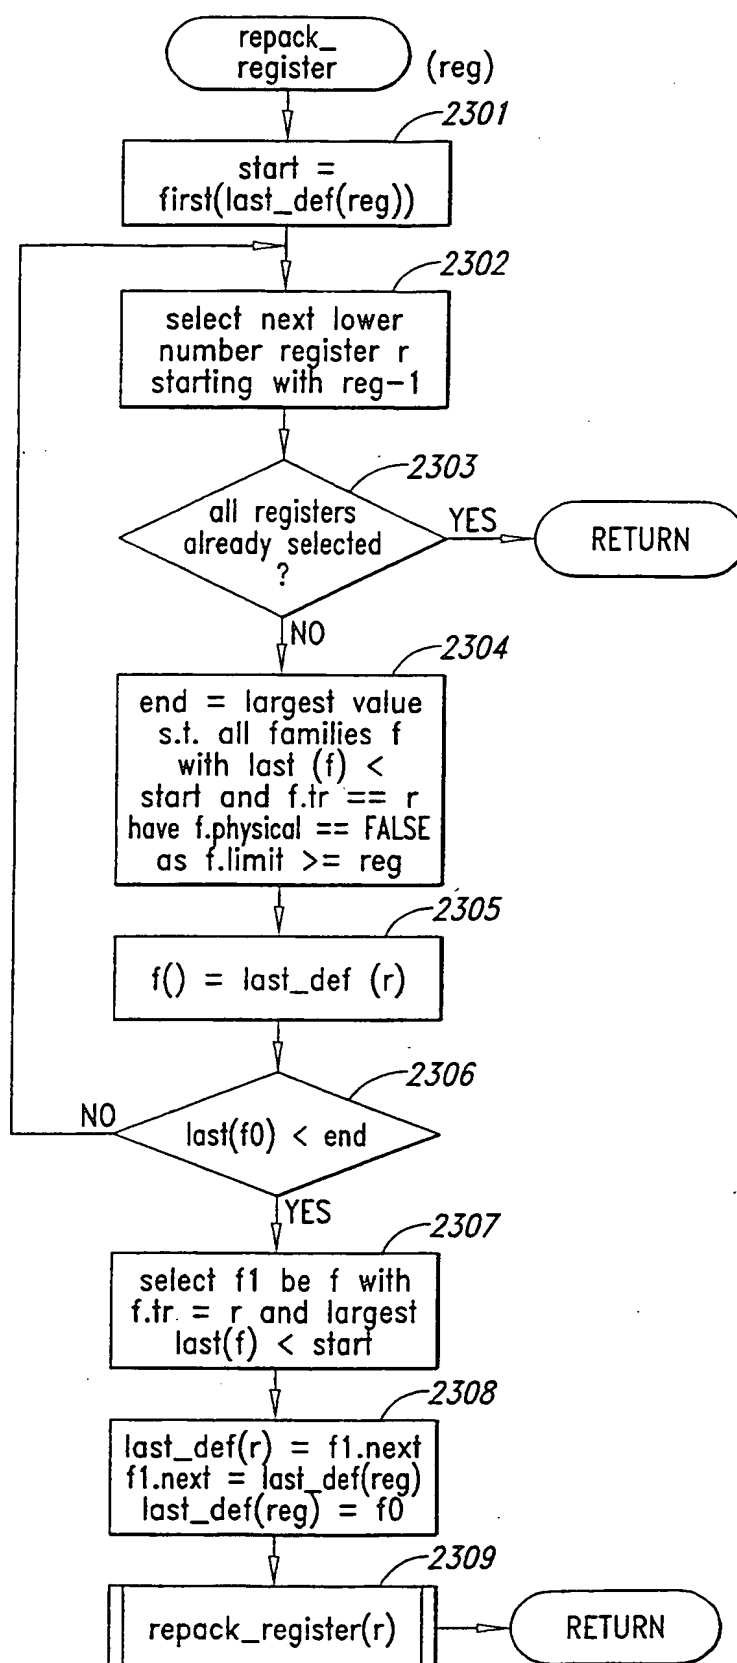 repack_
register
(reg)
2301
start =
first(last_def(reg))
2302
select next lower
number register r
starting with reg-1
2303
all registers
already selected
?
YES
RETURN
NO
2304
end = largest value
s.t. all families f
with last (f) <
start and f.tr == r
have f.physical == FALSE
as f.limit >= reg
2305
f() = last_def (r)
2306
NO
last(f0) < end
YES
2307
select f1 be f with
f.tr = r and largest
last(f) < start
2308
last_def(r) = f1.next
f1.next = last_def(reg)
last_def(reg) = f0
2309
repack_register(r)
RETURN